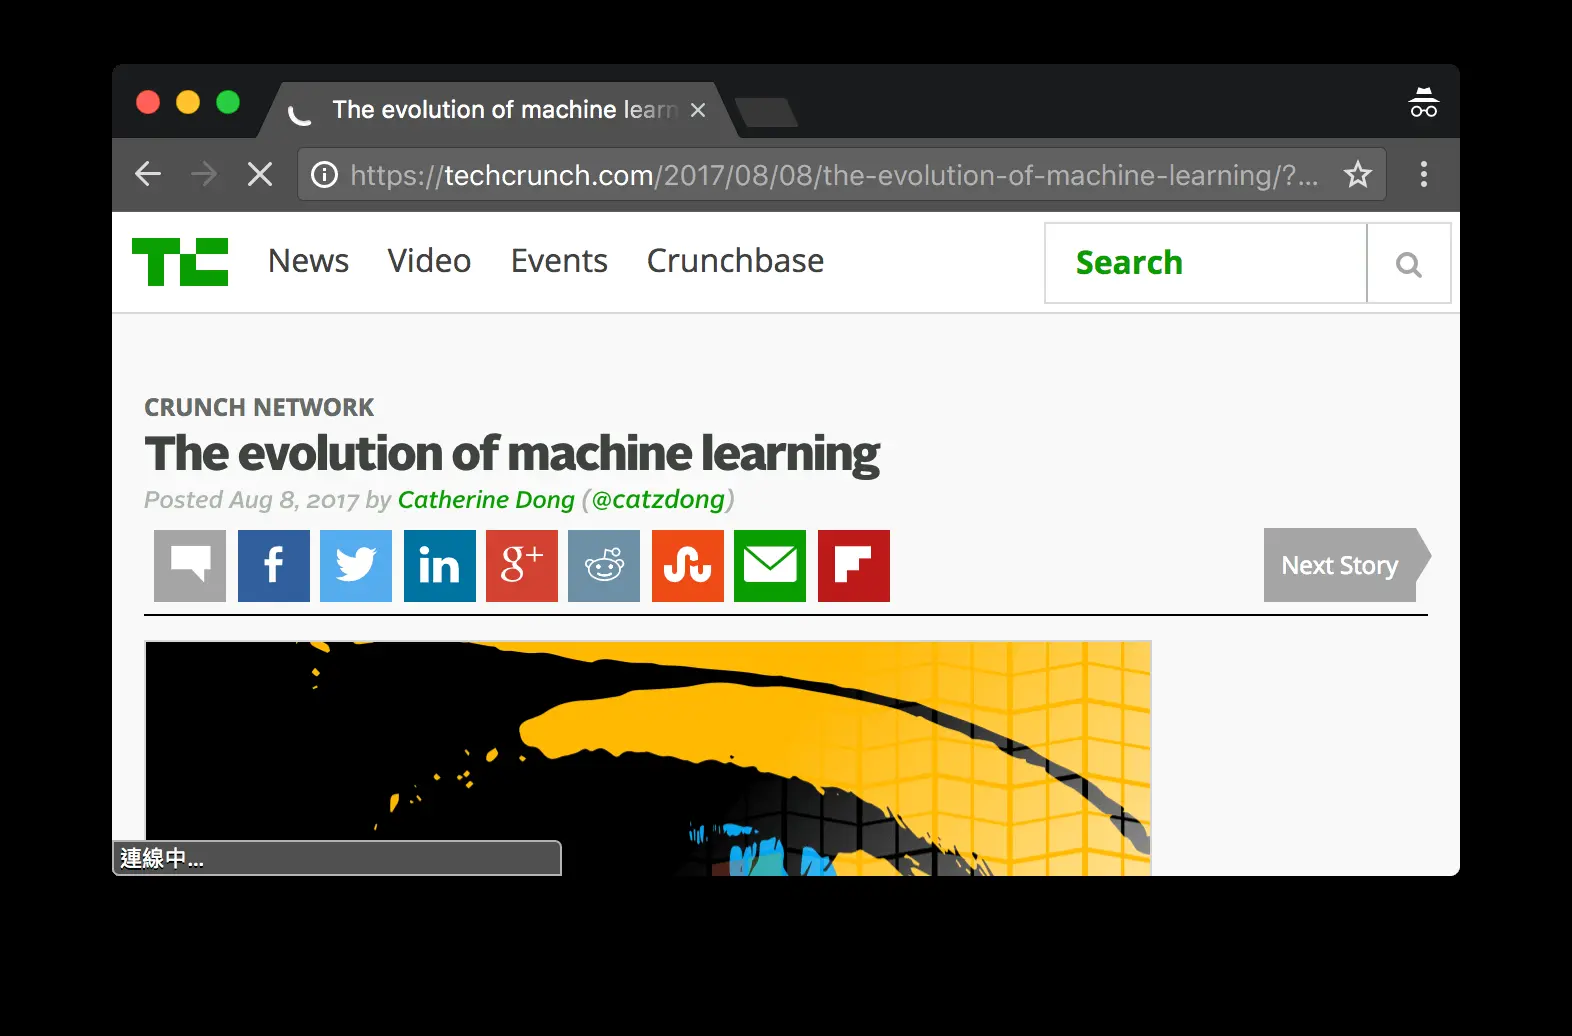 The evolution of machine learn
https://techcrunch.com/2017/08/08/the-evolution-of-machine-learning/?...
TC News Video Events Crunchbase Search
CRUNCH NETWORK
The evolution of machine learning
Posted Aug 8, 2017 by Catherine Dong (@catzdong)
f in g+ Next Story
連線中...